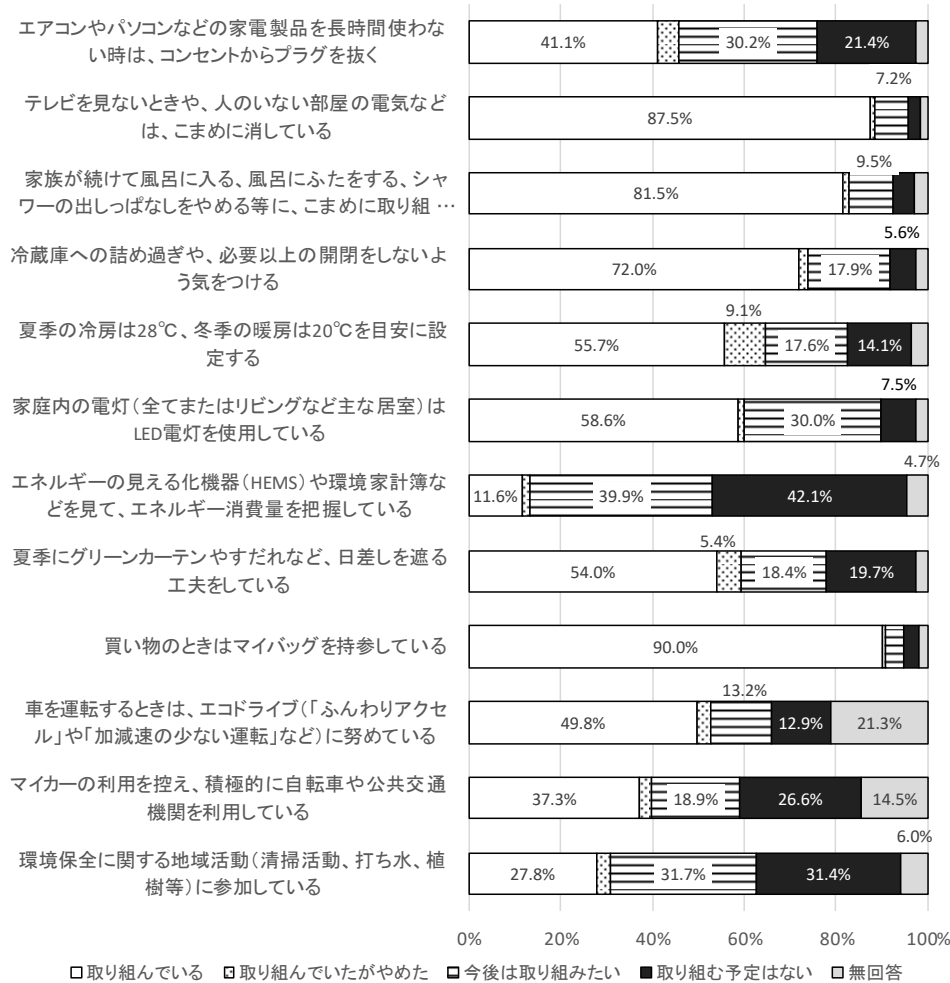 エアコンやパソコンなどの家電製品を長時間使わな
い時は、コンセントからプラグを抜く
41.1%
30.2%
21.4%
テレビを見ないときや、人のいない部屋の電気など
は、こまめに消している
87.5%
7.2%
家族が続けて風呂に入る、風呂にふたをする、シャ
ワーの出しっぱなしをやめる等に、こまめに取り組 …
81.5%
9.5%
冷蔵庫への詰め過ぎや、必要以上の開閉をしないよ
う気をつける
72.0%
17.9%
5.6%
夏季の冷房は28℃、冬季の暖房は20℃を目安に設
定する
55.7%
9.1%
17.6%
14.1%
家庭内の電灯(全てまたはリビングなど主な居室)は
LED電灯を使用している
58.6%
30.0%
7.5%
エネルギーの見える化機器(HEMS)や環境家計簿な
どを見て、エネルギー消費量を把握している
11.6%
39.9%
42.1%
4.7%
夏季にグリーンカーテンやすだれなど、日差しを遮る
工夫をしている
54.0%
5.4%
18.4%
19.7%
買い物のときはマイバッグを持参している
90.0%
車を運転するときは、エコドライブ(「ふんわりアクセ
ル」や「加減速の少ない運転」など)に努めている
49.8%
13.2%
12.9%
21.3%
マイカーの利用を控え、積極的に自転車や公共交通
機関を利用している
37.3%
18.9%
26.6%
14.5%
環境保全に関する地域活動(清掃活動、打ち水、植
樹等)に参加している
27.8%
31.7%
31.4%
6.0%
0% 20% 40% 60% 80% 100%
取り組んでいる 取り組んでいたがやめた 今後は取り組みたい 取り組む予定はない 無回答